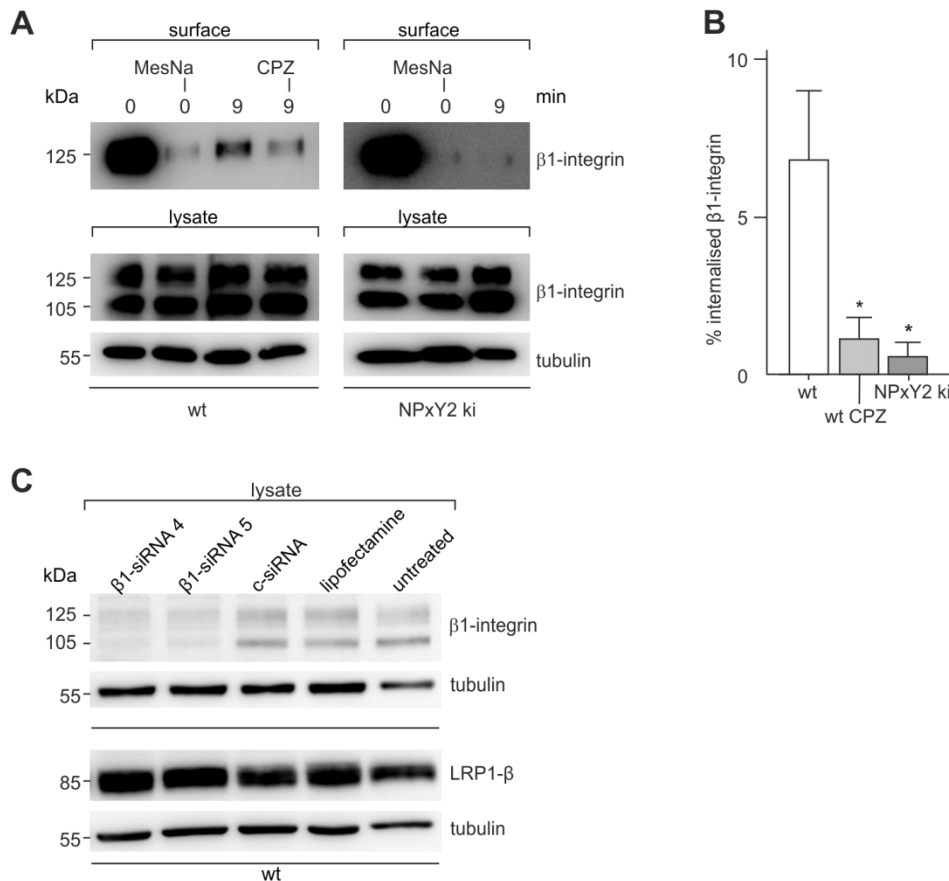 A
surface
surface
MesNa
CPZ
MesNa
kDa
0 0 9 9
0 0 9
min
125
β1-integrin
lysate
lysate
125
105
β1-integrin
55
tubulin
wt
NPxY2 ki
B
10
5
0
% internalised β1-integrin
*
*
wt
NPxY2 ki
wt CPZ
C
lysate
kDa
β1-siRNA 4
β1-siRNA 5
c-siRNA
lipofectamine
untreated
125
105
β1-integrin
55
tubulin
85
LRP1-β
55
tubulin
wt